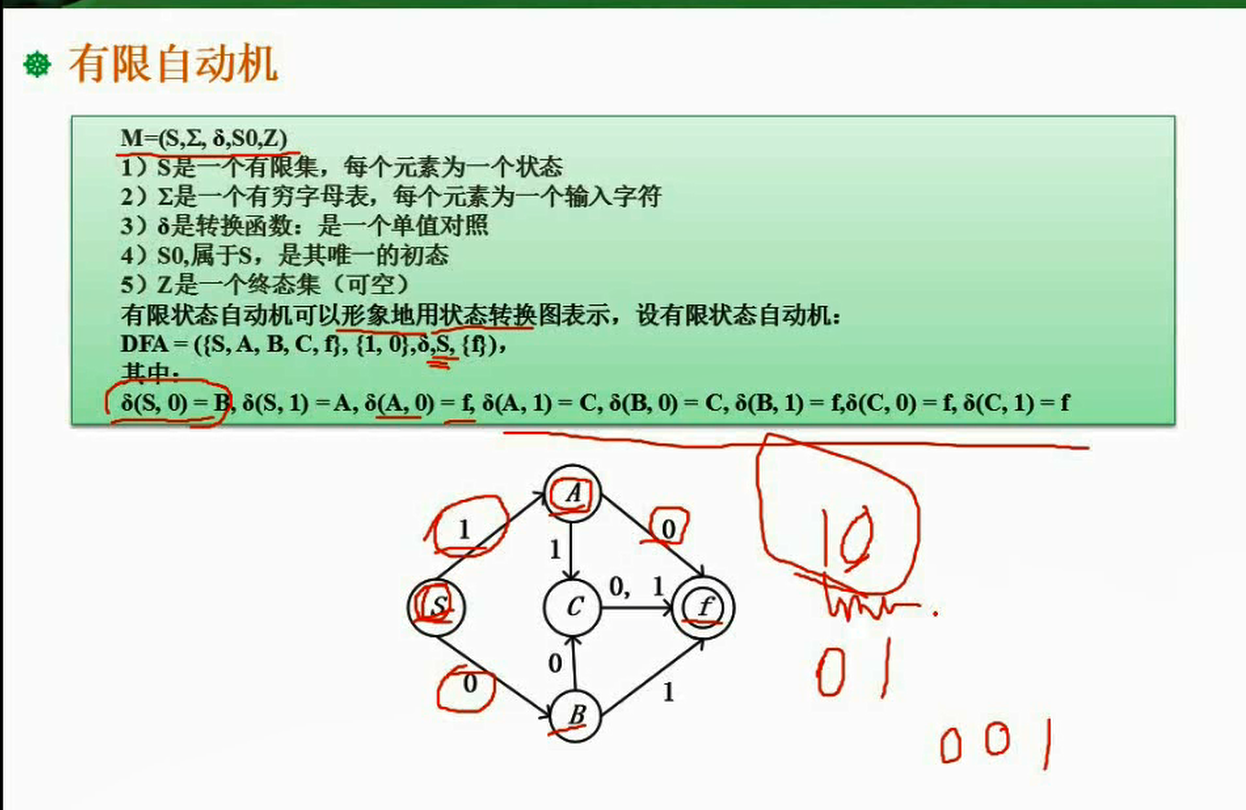 有限自动机
M=(S,Σ, δ,S0,Z)
1）S是一个有限集，每个元素为一个状态
2）Σ是一个有穷字母表，每个元素为一个输入字符
3）δ是转换函数：是一个单值对照
4）S0,属于S，是其唯一的初态
5）Z是一个终态集（可空）
有限状态自动机可以形象地用状态转换图表示，设有限状态自动机：
DFA = ({S, A, B, C, f}, {1, 0},δ,S, {f})，
其中：
δ(S, 0) = B, δ(S, 1) = A, δ(A, 0) = f, δ(A, 1) = C, δ(B, 0) = C, δ(B, 1) = f,δ(C, 0) = f, δ(C, 1) = f
A
1
0
10
1
0, 1
S
C
f
0
0 1
0
1
B
0 0 1